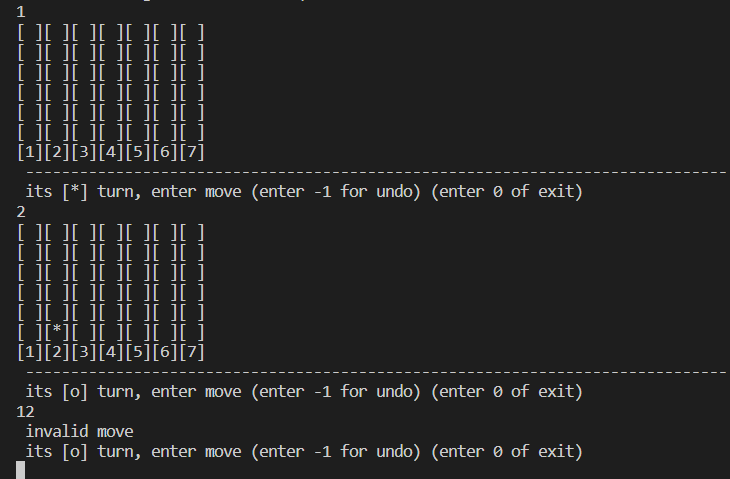 1
[ ][ ][ ][ ][ ][ ][ ]
[ ][ ][ ][ ][ ][ ][ ]
[ ][ ][ ][ ][ ][ ][ ]
[ ][ ][ ][ ][ ][ ][ ]
[ ][ ][ ][ ][ ][ ][ ]
[ ][ ][ ][ ][ ][ ][ ]
[1][2][3][4][5][6][7]
------------------------------------------------------------------------------
its [*] turn, enter move (enter -1 for undo) (enter 0 of exit)
2
[ ][ ][ ][ ][ ][ ][ ]
[ ][ ][ ][ ][ ][ ][ ]
[ ][ ][ ][ ][ ][ ][ ]
[ ][ ][ ][ ][ ][ ][ ]
[ ][ ][ ][ ][ ][ ][ ]
[ ][*][ ][ ][ ][ ][ ]
[1][2][3][4][5][6][7]
------------------------------------------------------------------------------
its [o] turn, enter move (enter -1 for undo) (enter 0 of exit)
12
invalid move
its [o] turn, enter move (enter -1 for undo) (enter 0 of exit)